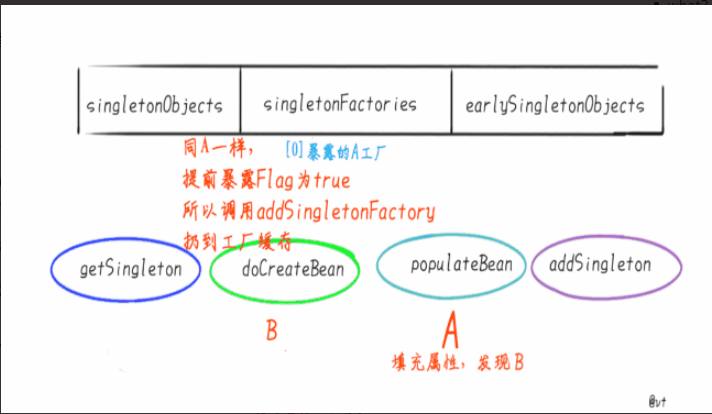 singletonObjects singletonFactories earlySingletonObjects
同A一样， [0]暴露的A工厂
提前暴露Flag为true
所以调用addSingletonFactory
扔到工厂缓存
getSingleton doCreateBean populateBean addSingleton
B A
填充属性，发现B
@vt